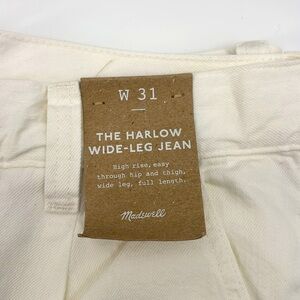 W 31
THE HARLOW
WIDE-LEG JEAN
High rise, easy
through hip and thigh,
wide leg, full length.
Madewell